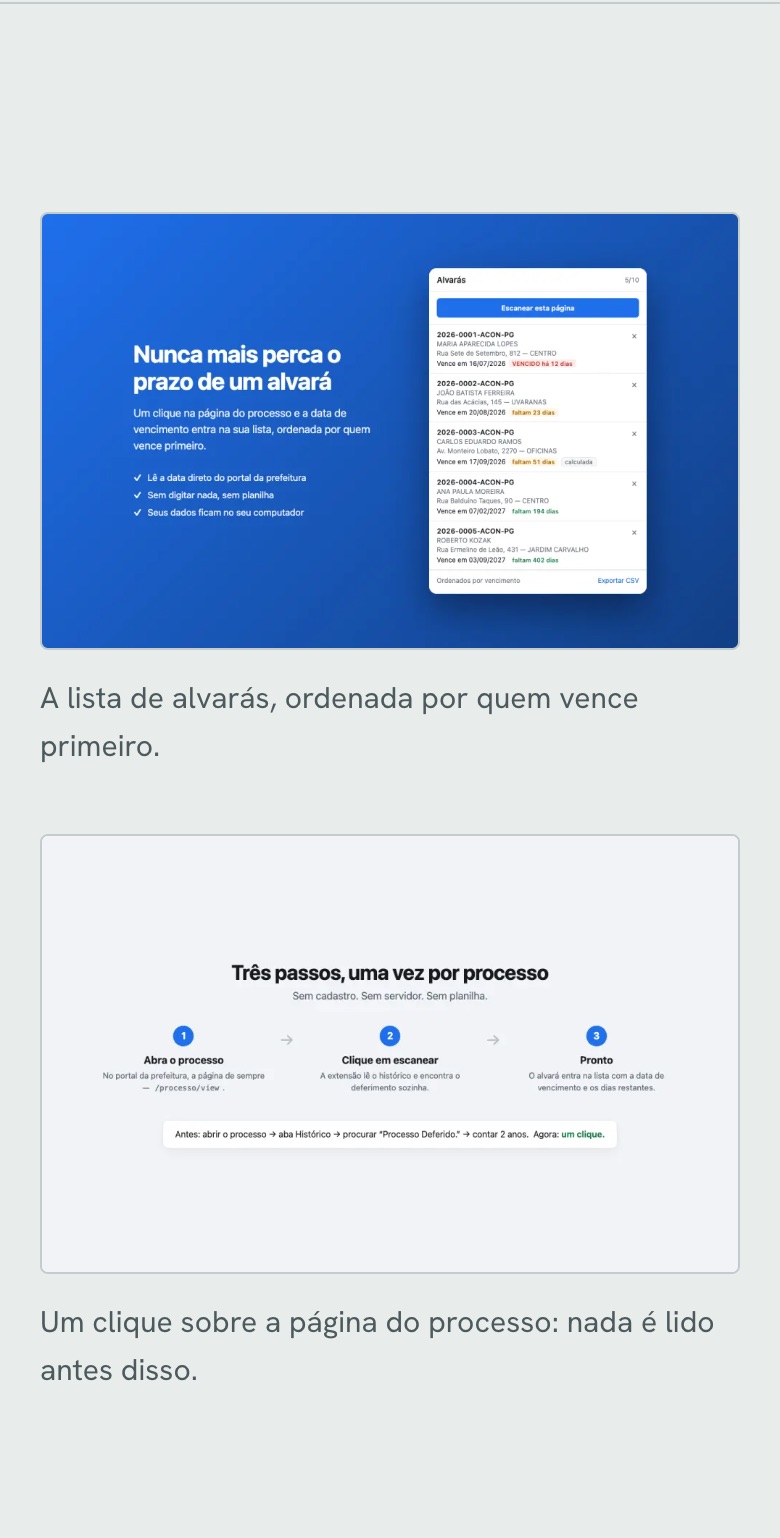 Nunca mais perca o
prazo de um alvará
Um clique na página do processo e a data de
vencimento entra na sua lista, ordenada por quem
vence primeiro.
✓ Lê a data direto do portal da prefeitura
✓ Sem digitar nada, sem planilha
✓ Seus dados ficam no seu computador
Alvarás 5/10
Escanear esta página
2026-0001-ACON-PG ×
MARIA APARECIDA LOPES
Rua Sete de Setembro, 812 — CENTRO
Vence em 16/07/2026 VENCIDO há 12 dias
2026-0002-ACON-PG ×
JOÃO BATISTA FERREIRA
Rua das Acácias, 145 — UVARANAS
Vence em 20/08/2026 faltam 23 dias
2026-0003-ACON-PG ×
CARLOS EDUARDO RAMOS
Av. Monteiro Lobato, 2270 — OFICINAS
Vence em 17/09/2026 faltam 51 dias calculada
2026-0004-ACON-PG ×
ANA PAULA MOREIRA
Rua Balduíno Taques, 90 — CENTRO
Vence em 07/02/2027 faltam 194 dias
2026-0005-ACON-PG ×
ROBERTO KOZAK
Rua Ermelino de Leão, 431 — JARDIM CARVALHO
Vence em 03/09/2027 faltam 402 dias
Ordenados por vencimento Exportar CSV
A lista de alvarás, ordenada por quem vence
primeiro.
Três passos, uma vez por processo
Sem cadastro. Sem servidor. Sem planilha.
1 → 2 → 3
Abra o processo Clique em escanear Pronto
No portal da prefeitura, a página de sempre A extensão lê o histórico e encontra o O alvará entra na lista com a data de
— /processo/view . deferimento sozinha. vencimento e os dias restantes.
Antes: abrir o processo → aba Histórico → procurar "Processo Deferido." → contar 2 anos. Agora: um clique.
Um clique sobre a página do processo: nada é lido
antes disso.